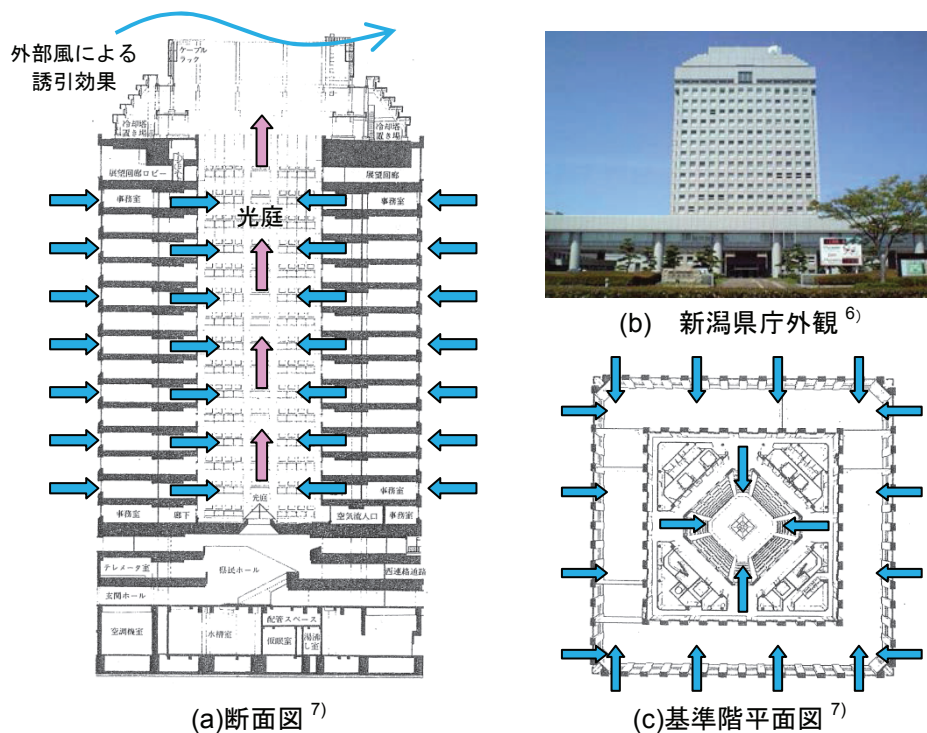 外部風による
誘引効果
ケーブル
ラック
冷却塔
置き場
冷却塔
置き場
展望回廊ロビー
展望回廊
事務室
事務室
光庭
事務室
光庭
事務室
廊下
空気流入口
事務室
テレメータ室
県民ホール
西連絡通路
玄関ホール
配管スペース
空調機室
水槽室
仮眠室
湯沸
し室
(a)断面図 7)
(b) 新潟県庁外観 6)
(c)基準階平面図 7)